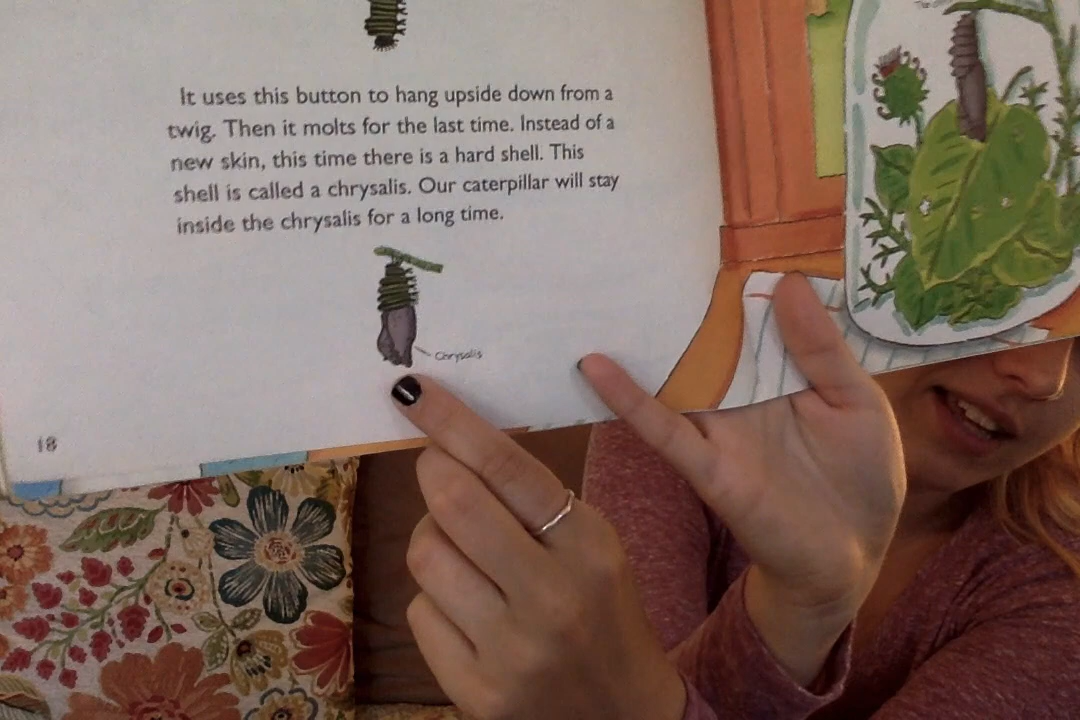 It uses this button to hang upside down from a
twig. Then it molts for the last time. Instead of a
new skin, this time there is a hard shell. This
shell is called a chrysalis. Our caterpillar will stay
inside the chrysalis for a long time.
Chrysalis
18